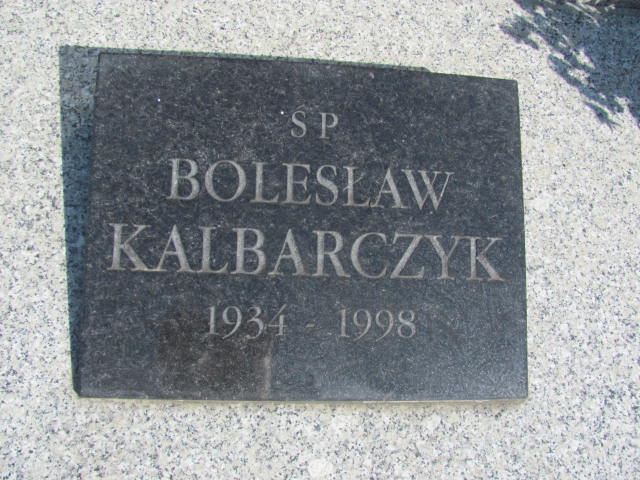 ŚP
BOLESŁAW
KALBARCZYK
1934 - 1998